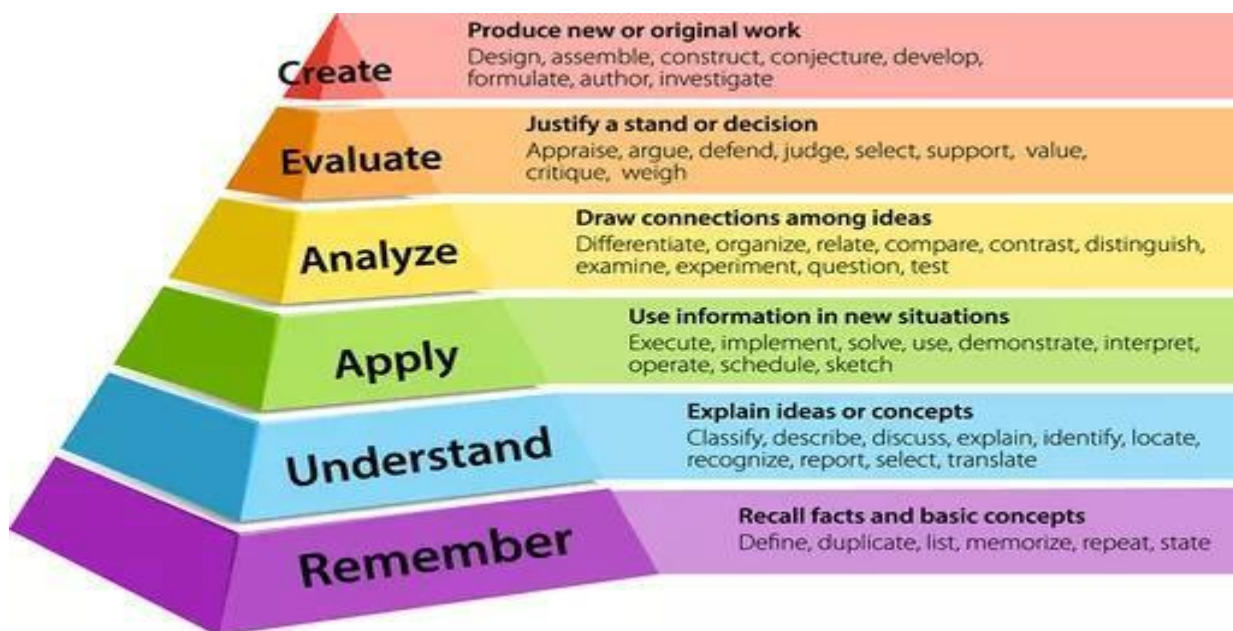 Create
Produce new or original work
Design, assemble, construct, conjecture, develop,
formulate, author, investigate
Evaluate
Justify a stand or decision
Appraise, argue, defend, judge, select, support, value,
critique, weigh
Analyze
Draw connections among ideas
Differentiate, organize, relate, compare, contrast, distinguish,
examine, experiment, question, test
Apply
Use information in new situations
Execute, implement, solve, use, demonstrate, interpret,
operate, schedule, sketch
Understand
Explain ideas or concepts
Classify, describe, discuss, explain, identify, locate,
recognize, report, select, translate
Remember
Recall facts and basic concepts
Define, duplicate, list, memorize, repeat, state